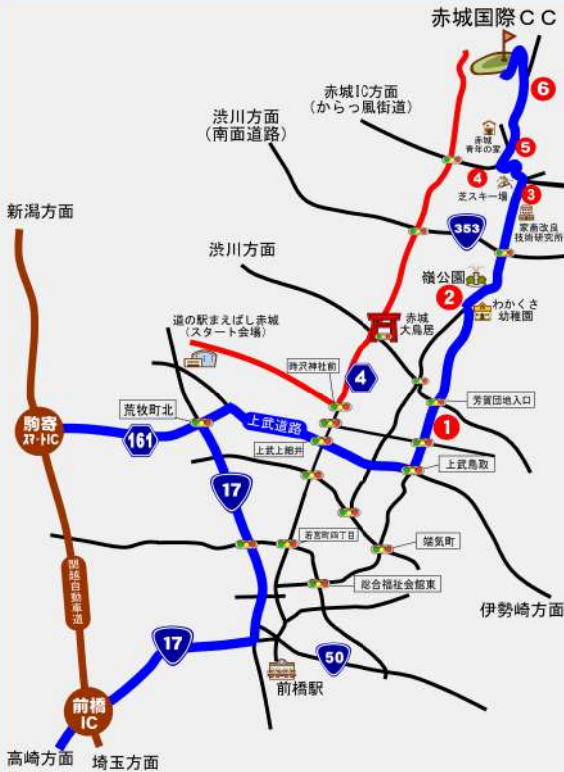 赤城国際ＣＣ
6
赤城IC方面
(からっ風街道)
渋川方面
(南面道路)
赤城
青年の家
5
4
芝スキー場
3
新潟方面
353
家畜改良
技術研究所
渋川方面
嶺公園
2
わかくさ
幼稚園
道の駅まえばし赤城
(スタート会場)
赤城
大鳥居
時沢神社前
4
芳賀団地入口
荒牧町北
駒寄
スマートIC
161
上武道路
1
上武上細井
上武鳥取
17
若宮町四丁目
端気町
関越自動車道
総合福祉会館東
伊勢崎方面
17
50
前橋駅
前橋
IC
高崎方面
埼玉方面